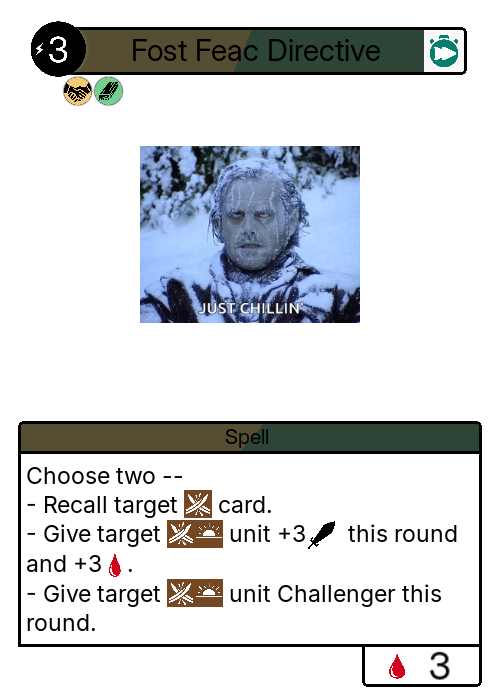 3
Fost Feac Directive
JUST CHILLIN'
Spell
Choose two --
- Recall target card.
- Give target unit +3 this round
and +3 .
- Give target unit Challenger this
round.
3